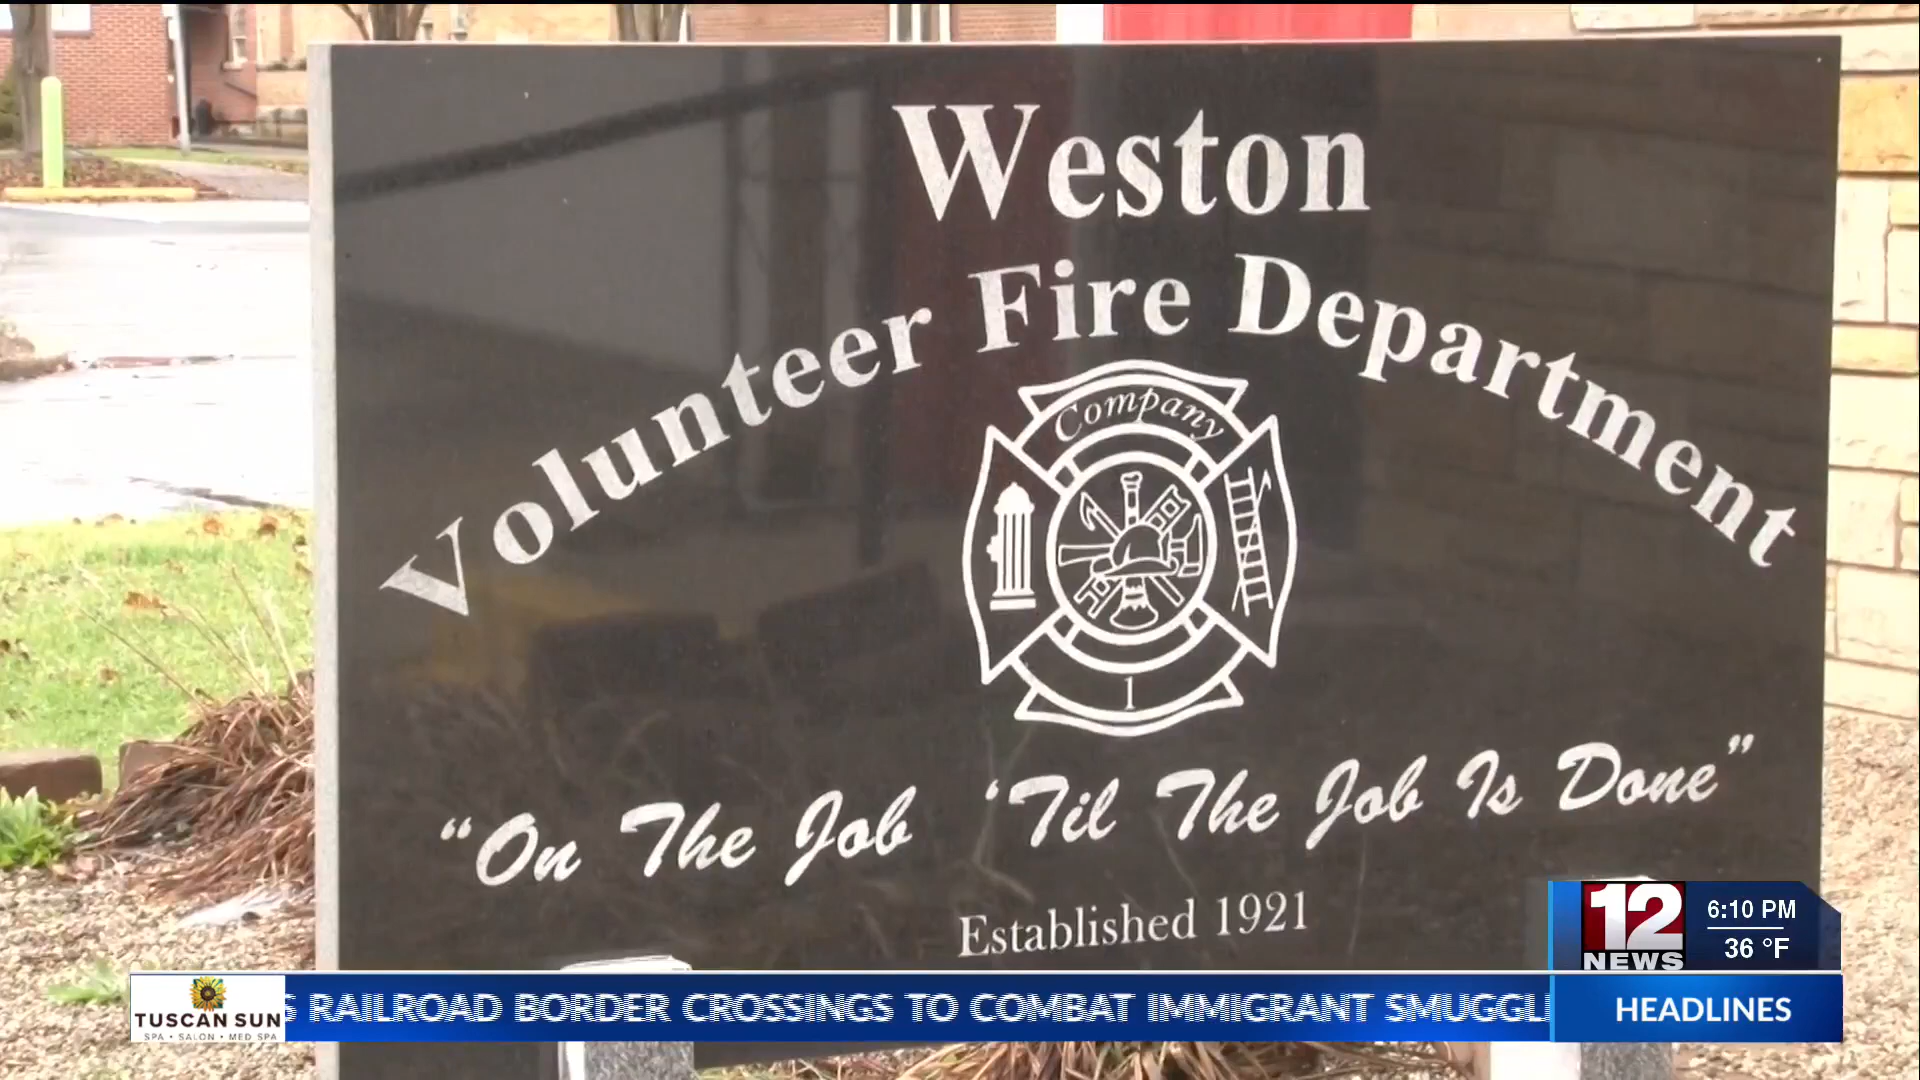 Weston
Volunteer Fire Department
Company
1
“On The Job ‘Til The Job Is Done”
Established 1921
12
NEWS
6:10 PM
36 °F
TUSCAN SUN
SPA • SALON • MED SPA
RAILROAD BORDER CROSSINGS TO COMBAT IMMIGRANT
HEADLINES